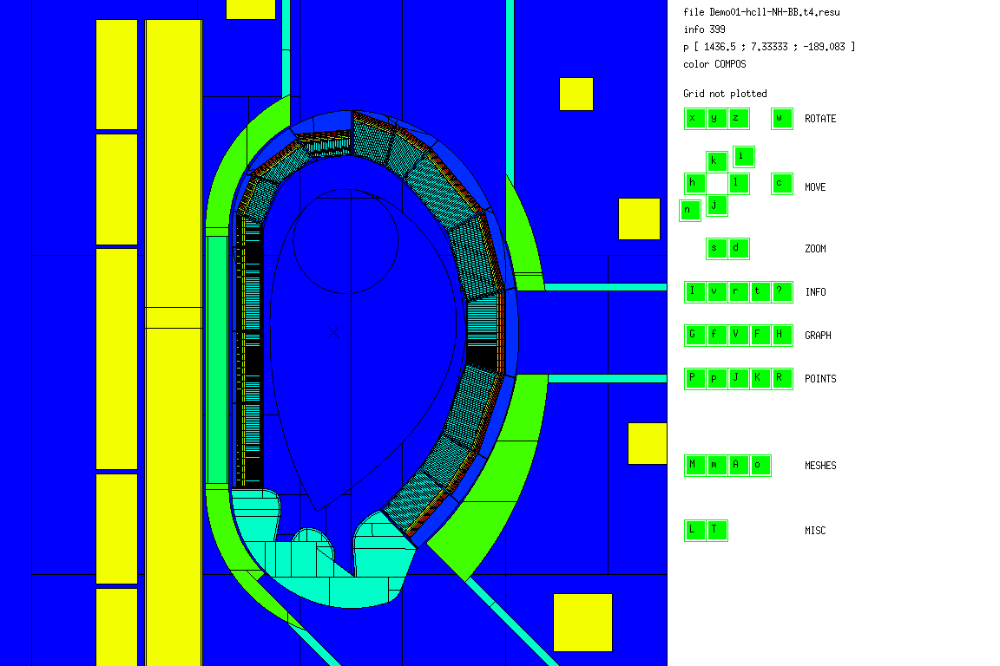 file Demo01-hcll-NH-BB.t4.resu
info 399
p [ 1436.5 ; 7.33333 ; -189.083 ]
color COMPOS
Grid not plotted
x y z w ROTATE
k i
h l c MOVE
n j
s d ZOOM
I v r t ? INFO
G f V F H GRAPH
P p J K R POINTS
M m A o MESHES
L T MISC